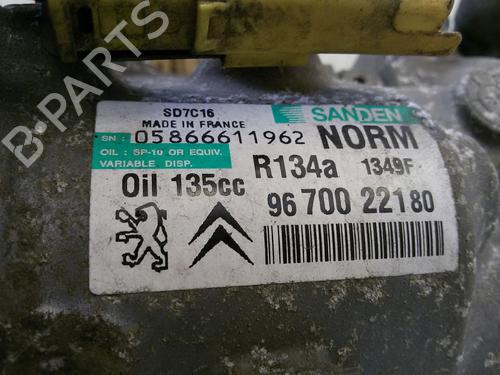 SD7C16
MADE IN FRANCE
SANDEN
SN : 05866611962 NORM
OIL : SP-10 OR EQUIV.
VARIABLE DISP.
R134a 1349F
Oil 135cc
96 700 221 80
B-PARTS